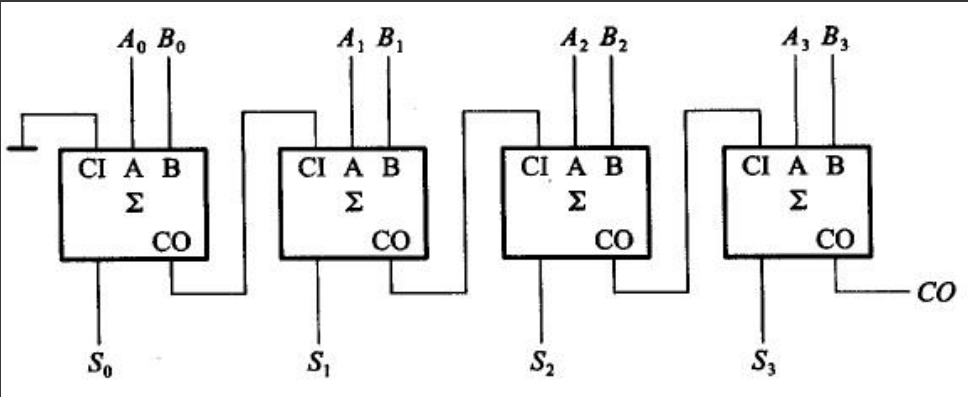 A₀ B₀ A₁ B₁ A₂ B₂ A₃ B₃
CI A B CI A B CI A B CI A B
Σ Σ Σ Σ
CO CO CO CO
CO
S₀ S₁ S₂ S₃